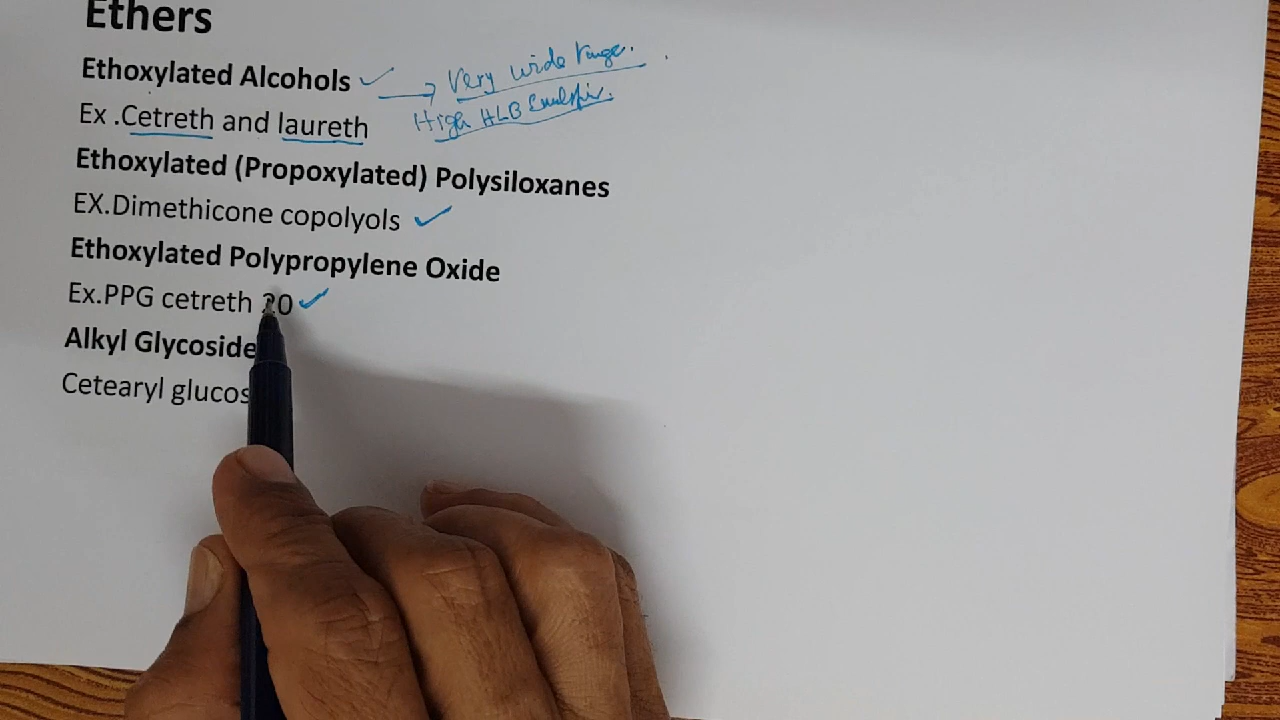 Ethers
Ethoxylated Alcohols
Very wide range.
Ex .Cetreth and laureth
High HLB
Ethoxylated (Propoxylated) Polysiloxanes
EX.Dimethicone copolyols
Ethoxylated Polypropylene Oxide
Ex.PPG cetreth 20
Alkyl Glycoside
Cetearyl glucos